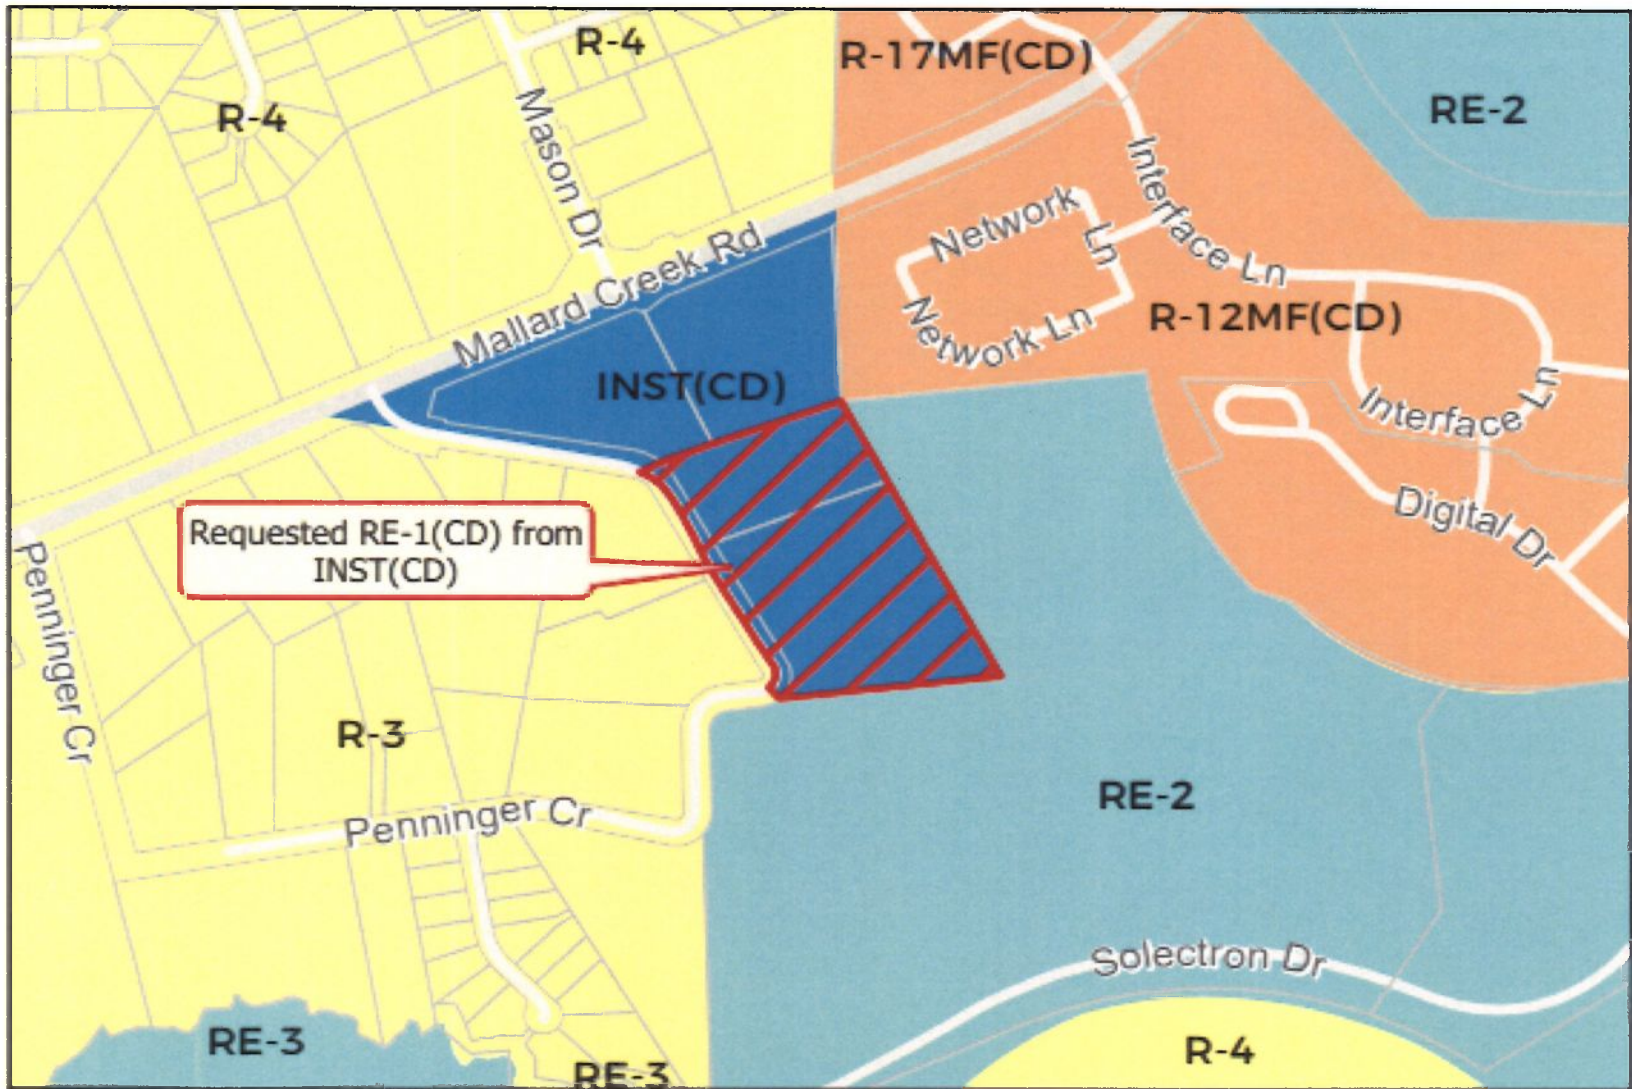 R-4
R-17MF(CD)
RE-2
R-4
Mason Dr
Interface Ln
Network
Ln
Mallard Creek Rd
Network Ln
R-12MF(CD)
INST(CD)
Interface Ln
Requested RE-1(CD) from
INST(CD)
Digital Dr
Penninger Cr
R-3
RE-2
Penninger Cr
Solectron Dr
RE-3
R-4
RE-3